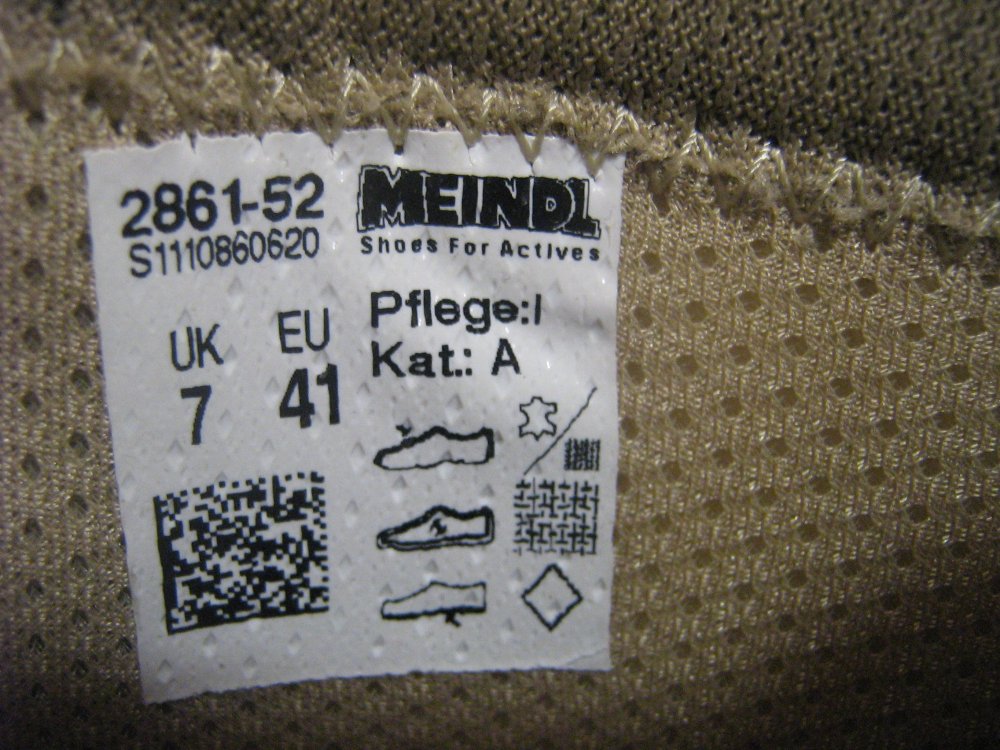 2861-52
S1110860620
MEINDL
Shoes For Actives
UK
7
EU
41
Pflege:I
Kat.: A